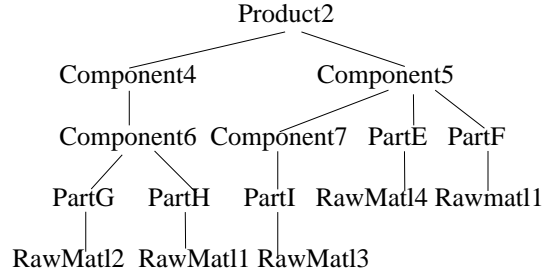 Product2
Component4 Component5
Component6 Component7 PartE PartF
PartG PartH PartI RawMatl4 Rawmatl1
RawMatl2 RawMatl1 RawMatl3